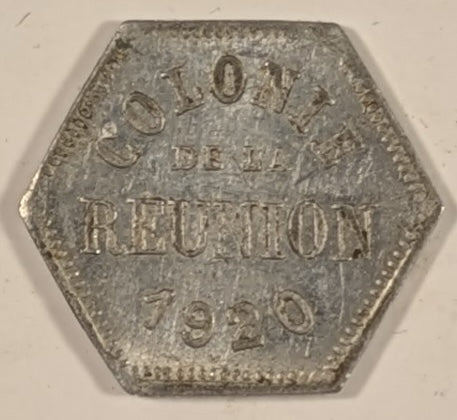 COLONIE
DE LA
REUNION
1920